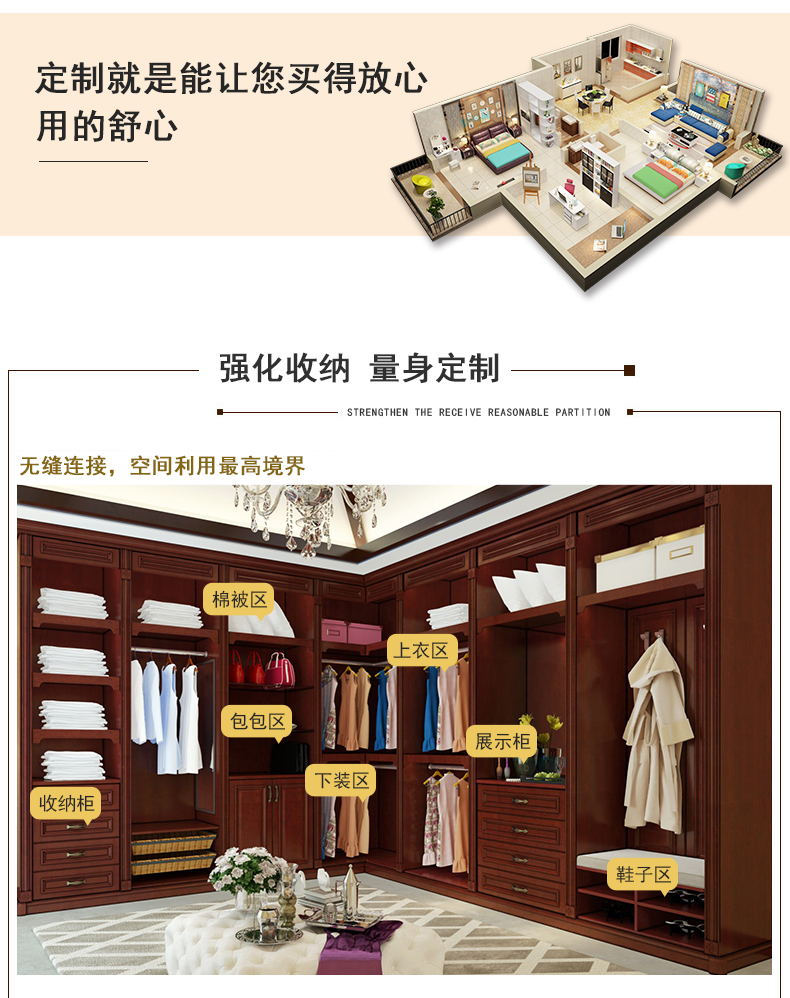 定制就是能让您买得放心
用的舒心
强化收纳 量身定制
STRENGTHEN THE RECEIVE REASONABLE PARTITION
无缝连接，空间利用最高境界
棉被区
上衣区
包包区
展示柜
下装区
收纳柜
鞋子区